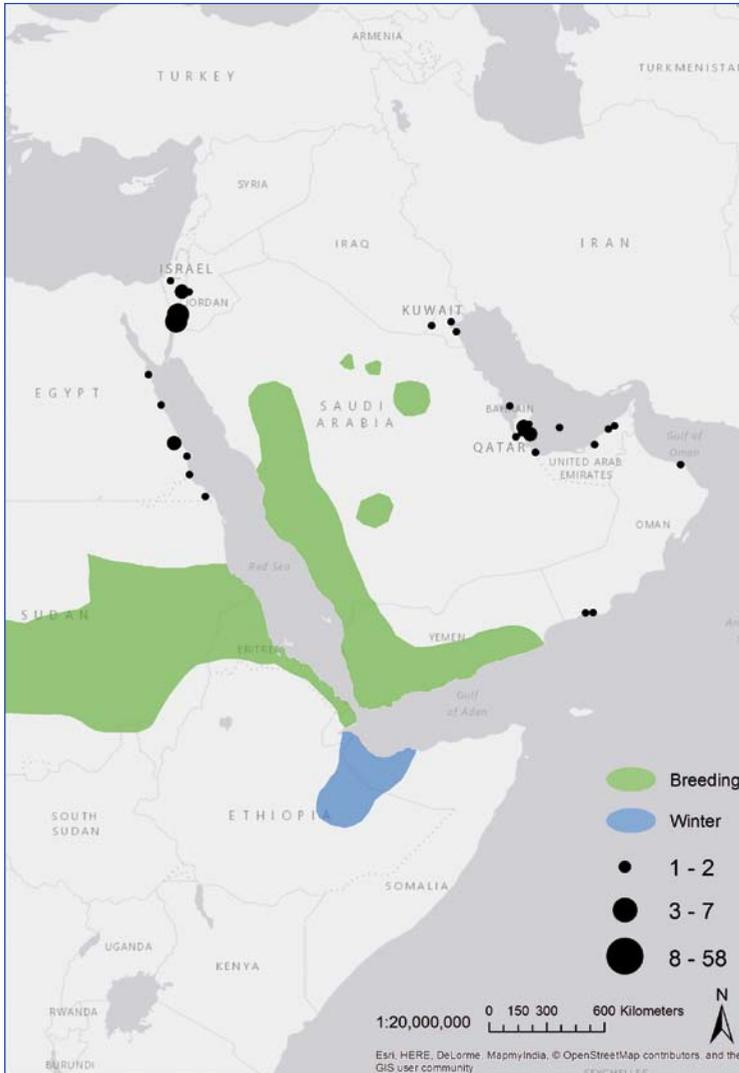 ARMENIA
TURKEY
TURKMENISTA
SYRIA
IRAQ
IRAN
ISRAEL
JORDAN
KUWAIT
EGYPT
SAUDI
ARABIA
BAHRAIN
QATAR
Gulf of
Oman
UNITED ARAB
EMIRATES
OMAN
Red Sea
SUDAN
ERITREA
YEMEN
Gulf
of Aden
ETHIOPIA
SOUTH
SUDAN
SOMALIA
UGANDA
KENYA
RWANDA
BURUNDI
Breeding
Winter
1 - 2
3 - 7
8 - 58
N
1:20,000,000
0 150 300 600 Kilometers
Esri, HERE, DeLorme, MapmyIndia, © OpenStreetMap contributors, and the
GIS user community